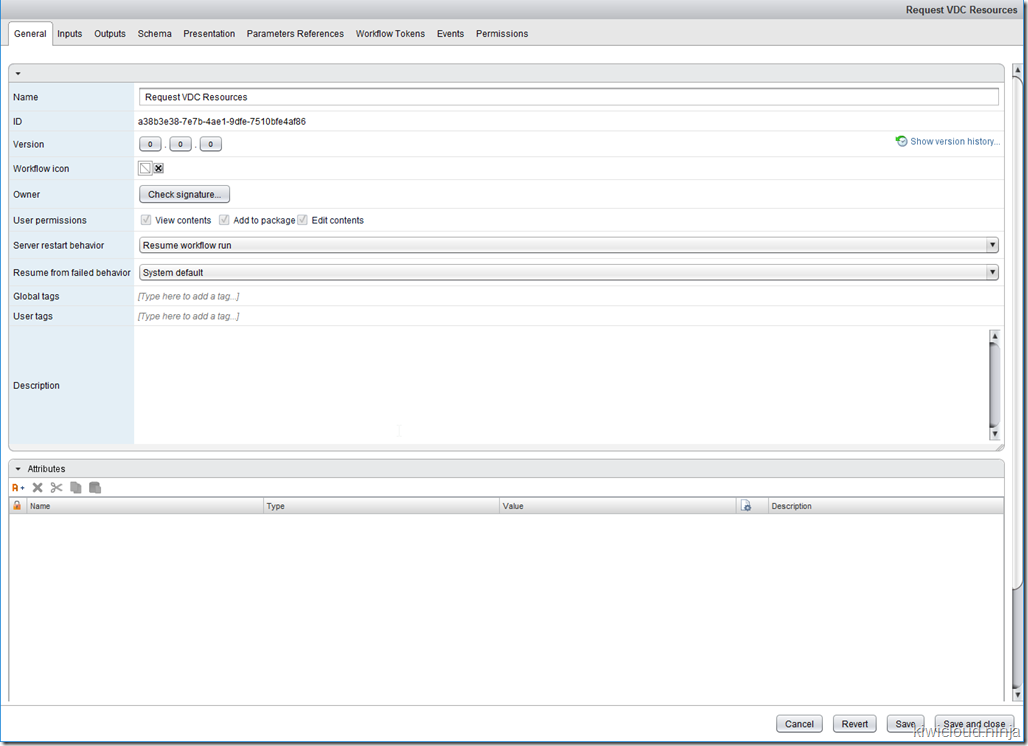 Request VDC Resources
General Inputs Outputs Schema Presentation Parameters References Workflow Tokens Events Permissions
Name Request VDC Resources
ID a38b3e38-7e7b-4ae1-9dfe-7510bfe4af86
Version 0 . 0 . 0 Show version history...
Workflow icon
Owner Check signature...
User permissions View contents Add to package Edit contents
Server restart behavior Resume workflow run
Resume from failed behavior System default
Global tags [Type here to add a tag...]
User tags [Type here to add a tag...]
Description
Attributes
R+
Name Type Value Description
Cancel Revert Save Save and close
kiwicloud.ninja